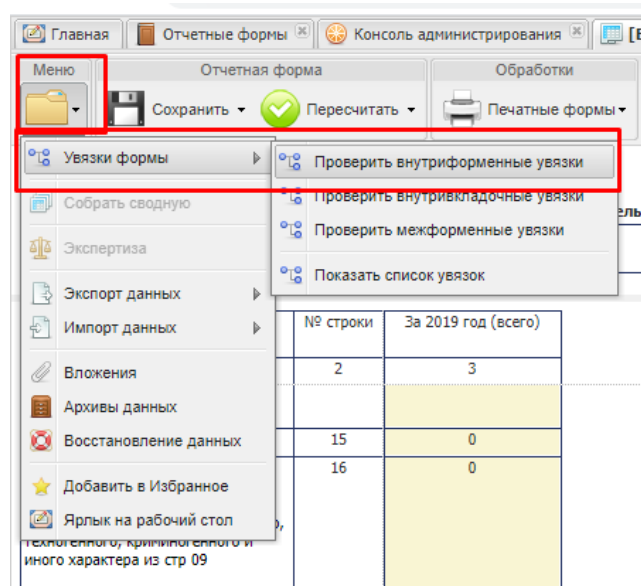 Главная Отчетные формы Консоль администрирования
Меню Отчетная форма Обработки
Сохранить Пересчитать Печатные формы
Увязки формы Проверить внутриформенные увязки
Собрать сводную Проверить внутривкладочные увязки
Экспертиза Проверить межформенные увязки
Показать список увязок
Экспорт данных
Импорт данных № строки За 2019 год (всего)
Вложения 2 3
Архивы данных
Восстановление данных 15 0
16 0
Добавить в Избранное
Ярлык на рабочий стол
техногенного, криминогенного и
иного характера из стр 09